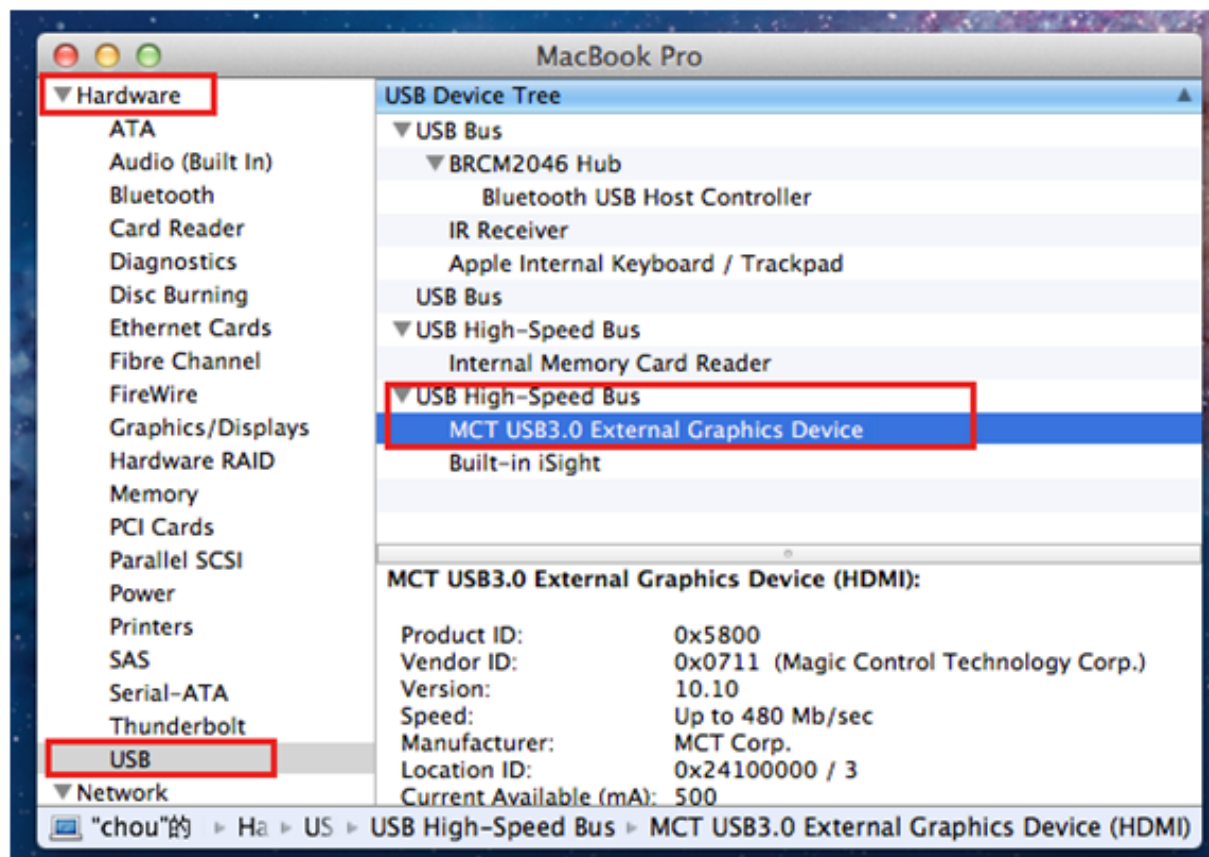 MacBook Pro
Hardware
ATA
Audio (Built In)
Bluetooth
Card Reader
Diagnostics
Disc Burning
Ethernet Cards
Fibre Channel
FireWire
Graphics/Displays
Hardware RAID
Memory
PCI Cards
Parallel SCSI
Power
Printers
SAS
Serial-ATA
Thunderbolt
USB
Network
USB Device Tree
USB Bus
BRCM2046 Hub
Bluetooth USB Host Controller
IR Receiver
Apple Internal Keyboard / Trackpad
USB Bus
USB High-Speed Bus
Internal Memory Card Reader
USB High-Speed Bus
MCT USB3.0 External Graphics Device
Built-in iSight
MCT USB3.0 External Graphics Device (HDMI):
Product ID: 0x5800
Vendor ID: 0x0711 (Magic Control Technology Corp.)
Version: 10.10
Speed: Up to 480 Mb/sec
Manufacturer: MCT Corp.
Location ID: 0x24100000 / 3
Current Available (mA): 500
"chou"的 ▸ Ha ▸ US ▸ USB High-Speed Bus ▸ MCT USB3.0 External Graphics Device (HDMI)